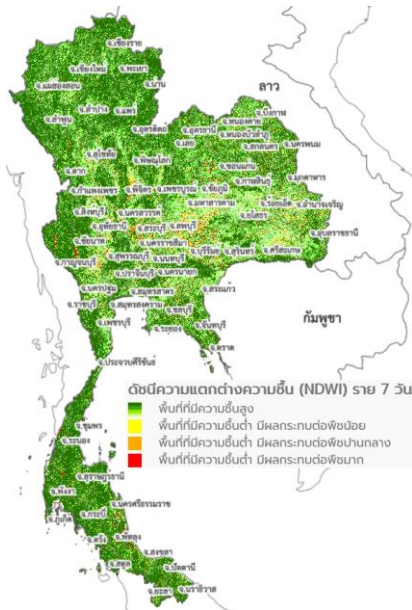 จ.เชียงราย
จ.เชียงใหม่ จ.พะเยา
จ.แม่ฮ่องสอน จ.น่าน
จ.ลำปาง จ.แพร่
จ.ลำพูน
จ.อุตรดิตถ์
ลาว
จ.บึงกาฬ
จ.หนองคาย
จ.อุดรธานี
จ.หนองบัวลำภู
จ.เลย
จ.สกลนคร
จ.นครพนม
จ.สุโขทัย
จ.พิษณุโลก
จ.ตาก
จ.ขอนแก่น
จ.กาฬสินธุ์
จ.มุกดาหาร
จ.กำแพงเพชร
จ.พิจิตร
จ.เพชรบูรณ์
จ.ชัยภูมิ
จ.มหาสารคาม
จ.ร้อยเอ็ด
จ.อำนาจเจริญ
จ.ยโสธร
จ.สิงห์บุรี
จ.นครสวรรค์
จ.อุทัยธานี
จ.สระบุรี
จ.ลพบุรี
จ.อุบลราชธานี
จ.ชัยนาท
จ.นครราชสีมา
จ.บุรีรัมย์
จ.สุรินทร์
จ.ศรีสะเกษ
จ.กาญจนบุรี
จ.สุพรรณบุรี
จ.นนทบุรี
จ.ปราจีนบุรี
จ.นครนายก
จ.นครปฐม
จ.สมุทรสาคร
จ.สระแก้ว
จ.ราชบุรี
จ.สมุทรสงคราม
จ.ชลบุรี
จ.เพชรบุรี
จ.ระยอง
จ.จันทบุรี
จ.ตราด
กัมพูชา
จ.ประจวบคีรีขันธ์
ดัชนีความแตกต่างความชื้น (NDWI) ราย 7 วัน
พื้นที่ที่มีความชื้นสูง
พื้นที่ที่มีความชื้นต่ำ มีผลกระทบต่อพืชน้อย
พื้นที่ที่มีความชื้นต่ำ มีผลกระทบต่อพืชปานกลาง
พื้นที่ที่มีความชื้นต่ำ มีผลกระทบต่อพืชมาก
จ.ชุมพร
จ.ระนอง
จ.สุราษฎร์ธานี
จ.พังงา
จ.นครศรีธรรมราช
จ.กระบี่
จ.ภูเก็ต
จ.ตรัง
จ.พัทลุง
จ.สงขลา
จ.สตูล
จ.ปัตตานี
จ.ยะลา
จ.นราธิวาส